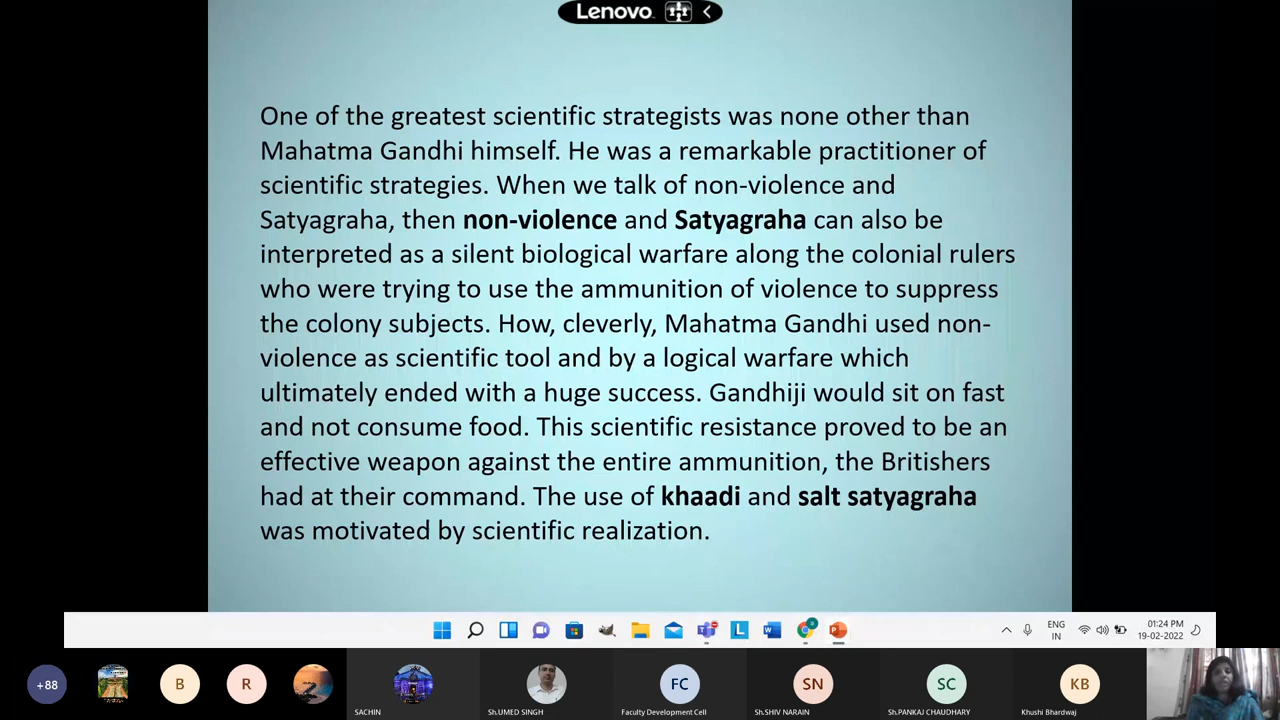 Lenovo
One of the greatest scientific strategists was none other than
Mahatma Gandhi himself. He was a remarkable practitioner of
scientific strategies. When we talk of non-violence and
Satyagraha, then non-violence and Satyagraha can also be
interpreted as a silent biological warfare along the colonial rulers
who were trying to use the ammunition of violence to suppress
the colony subjects. How, cleverly, Mahatma Gandhi used non-
violence as scientific tool and by a logical warfare which
ultimately ended with a huge success. Gandhiji would sit on fast
and not consume food. This scientific resistance proved to be an
effective weapon against the entire ammunition, the Britishers
had at their command. The use of khaadi and salt satyagraha
was motivated by scientific realization.
L
W
P
ENG
IN
01:24 PM
19-02-2022
+88
B
R
FC
SN
SC
KB
SACHIN
Sh.UMED SINGH
Faculty Development Cell
Sh.SHIV NARAIN
Sh.PANKAJ CHAUDHARY
Khushi Bhardwaj